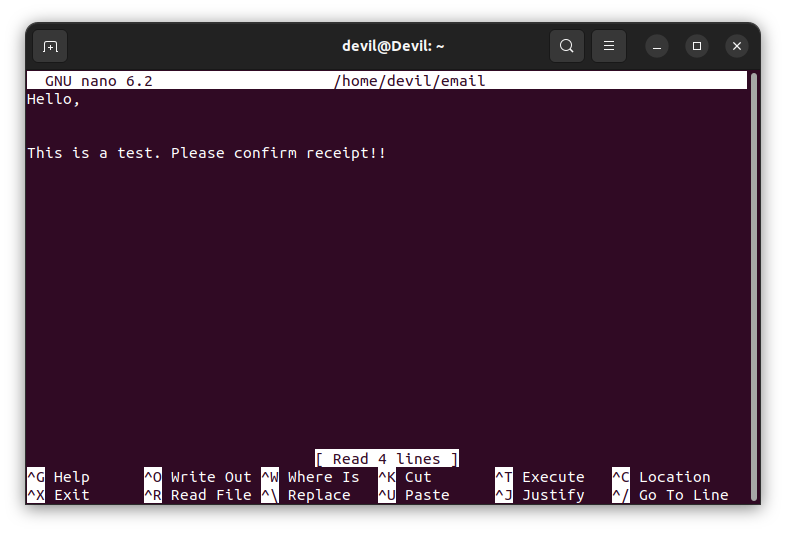 devil@Devil: ~
GNU nano 6.2 /home/devil/email
Hello,
This is a test. Please confirm receipt!!
[ Read 4 lines ]
^G Help ^O Write Out ^W Where Is ^K Cut ^T Execute ^C Location
^X Exit ^R Read File ^\ Replace ^U Paste ^J Justify ^/ Go To Line